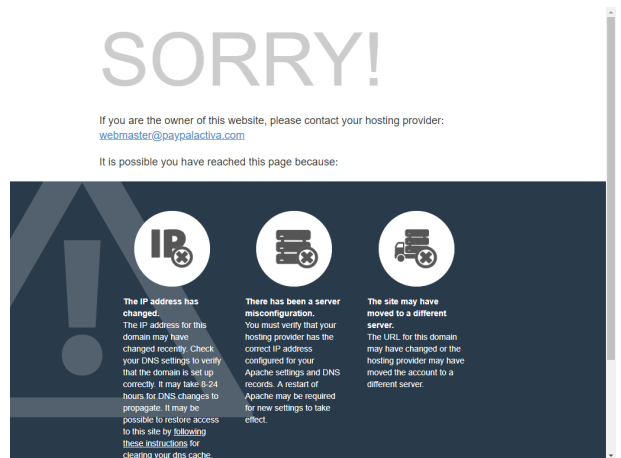 SORRY!
If you are the owner of this website, please contact your hosting provider:
webmaster@paypalactiva.com
It is possible you have reached this page because:
IP
The IP address has
changed.
The IP address for this
domain may have
changed recently. Check
your DNS settings to verify
that the domain is set up
correctly. It may take 8-24
hours for DNS changes to
propagate. It may be
possible to restore access
to this site by following
these instructions for
clearing your dns cache.
There has been a server
misconfiguration.
You must verify that your
hosting provider has the
correct IP address
configured for your
Apache settings and DNS
records. A restart of
Apache may be required
for new settings to take
effect.
The site may have
moved to a different
server.
The URL for this domain
may have changed or the
hosting provider may have
moved the account to a
different server.